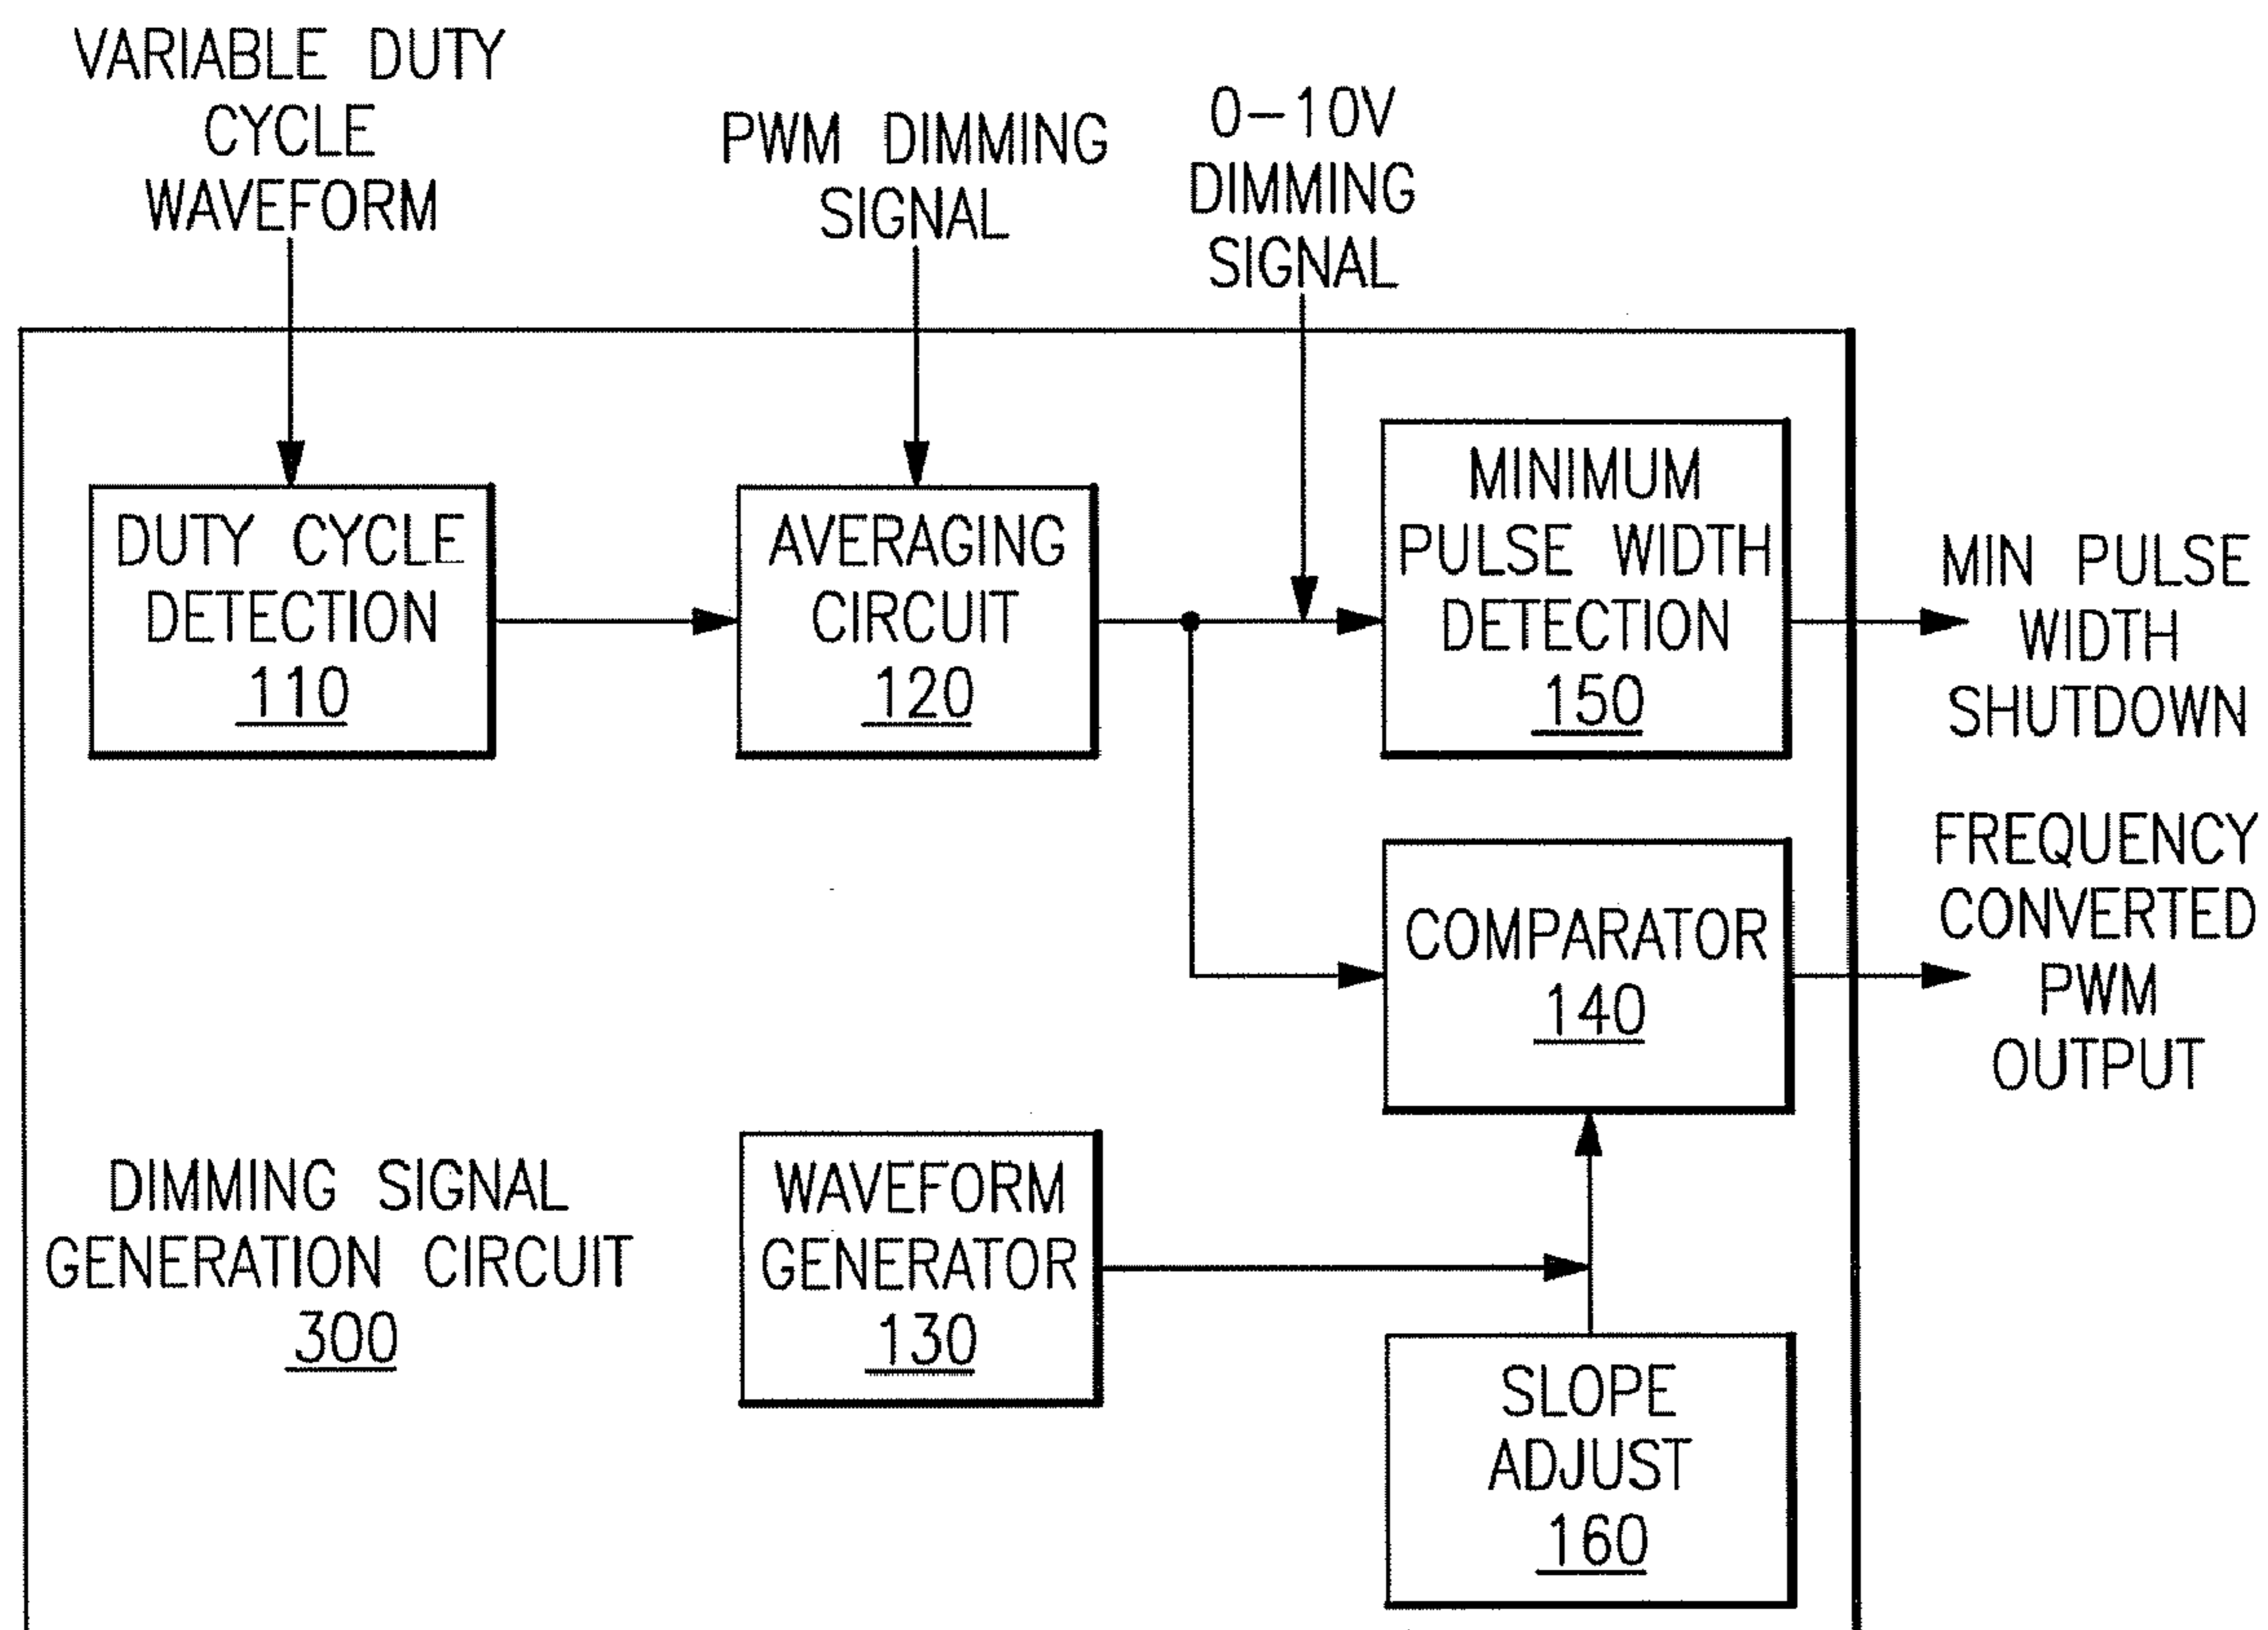 VARIABLE DUTY
CYCLE
WAVEFORM
PWM DIMMING
SIGNAL
0-10V
DIMMING
SIGNAL
DUTY CYCLE
DETECTION
110
AVERAGING
CIRCUIT
120
MINIMUM
PULSE WIDTH
DETECTION
150
MIN PULSE
WIDTH
SHUTDOWN
COMPARATOR
140
FREQUENCY
CONVERTED
PWM
OUTPUT
DIMMING SIGNAL
GENERATION CIRCUIT
300
WAVEFORM
GENERATOR
130
SLOPE
ADJUST
160